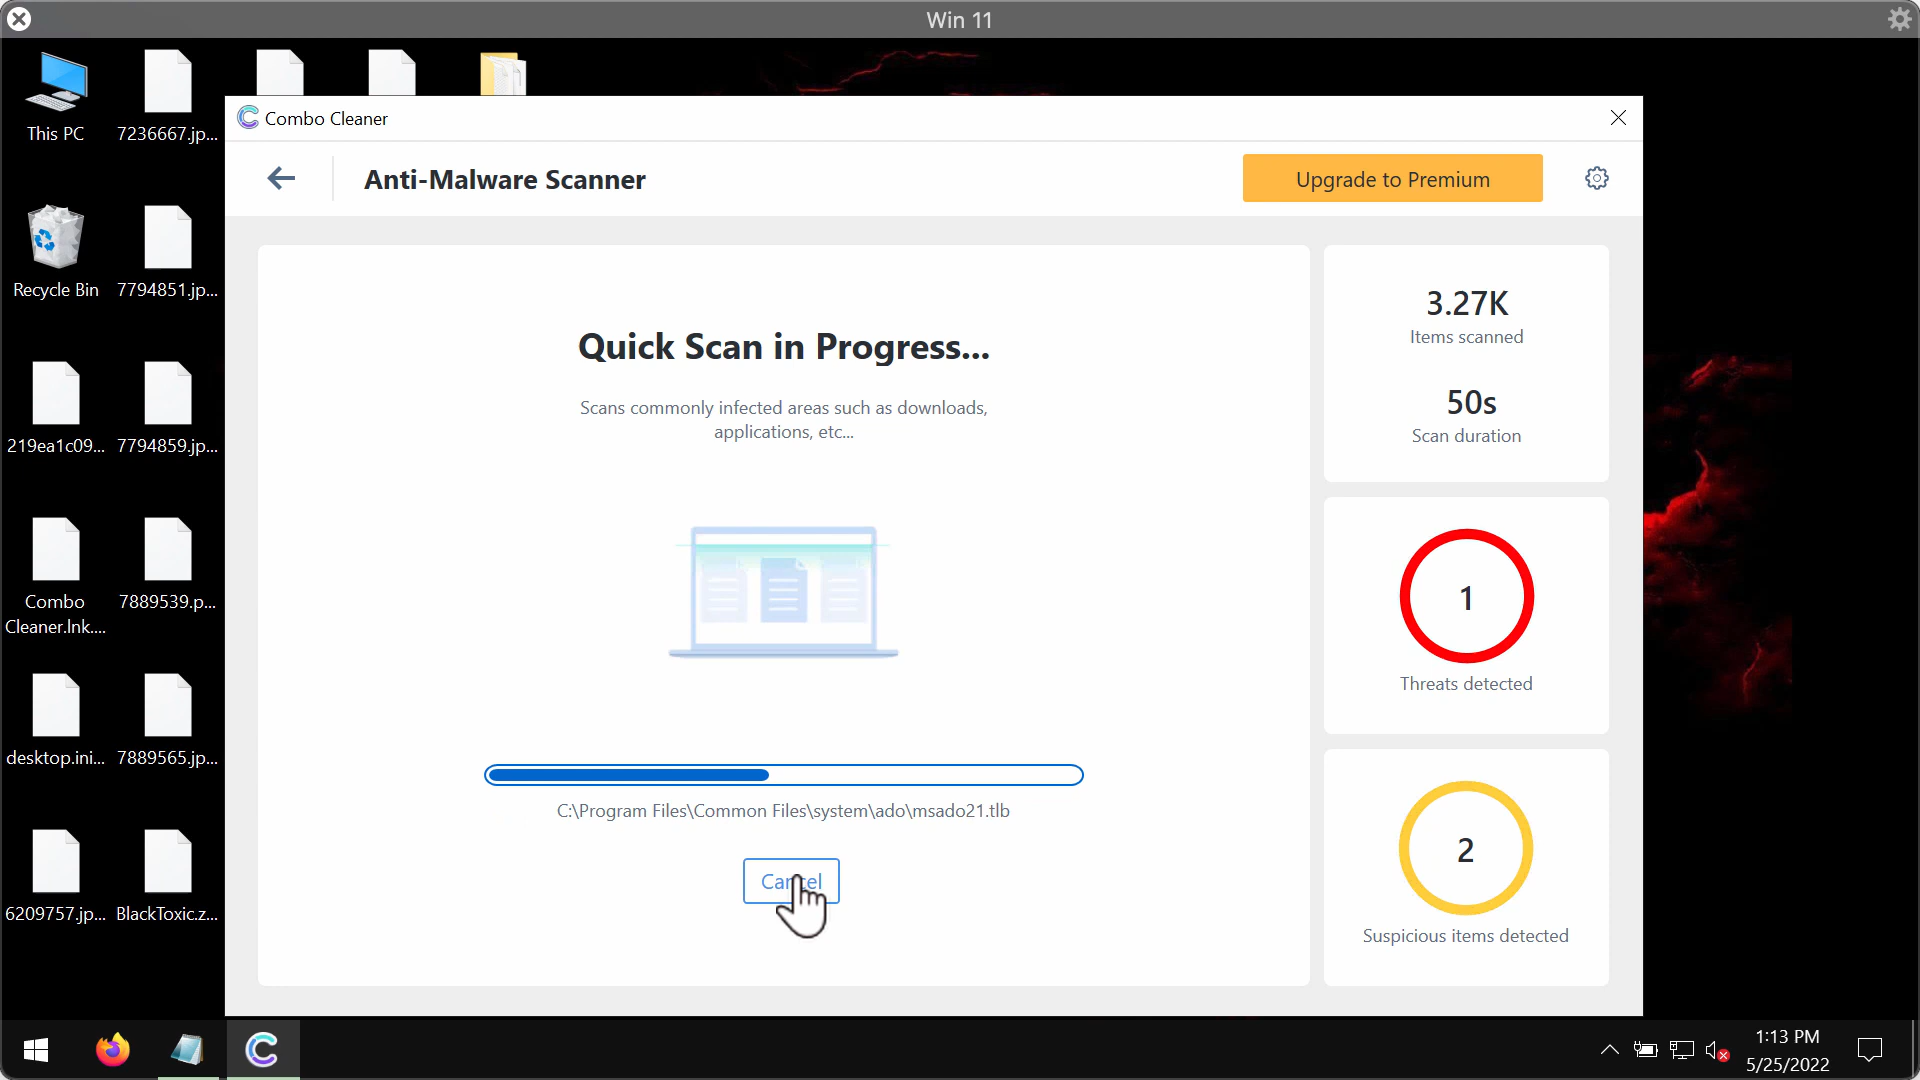 Win 11
This PC
7236667.jp...
Recycle Bin
7794851.jp...
219ea1c09...
7794859.jp...
Combo
Cleaner.lnk....
7889539.p...
desktop.ini...
7889565.jp...
6209757.jp...
BlackToxic.z...
Combo Cleaner
Anti-Malware Scanner
Upgrade to Premium
Quick Scan in Progress...
Scans commonly infected areas such as downloads,
applications, etc...
C:\Program Files\Common Files\system\ado\msado21.tlb
Cancel
3.27K
Items scanned
50s
Scan duration
1
Threats detected
2
Suspicious items detected
1:13 PM
5/25/2022